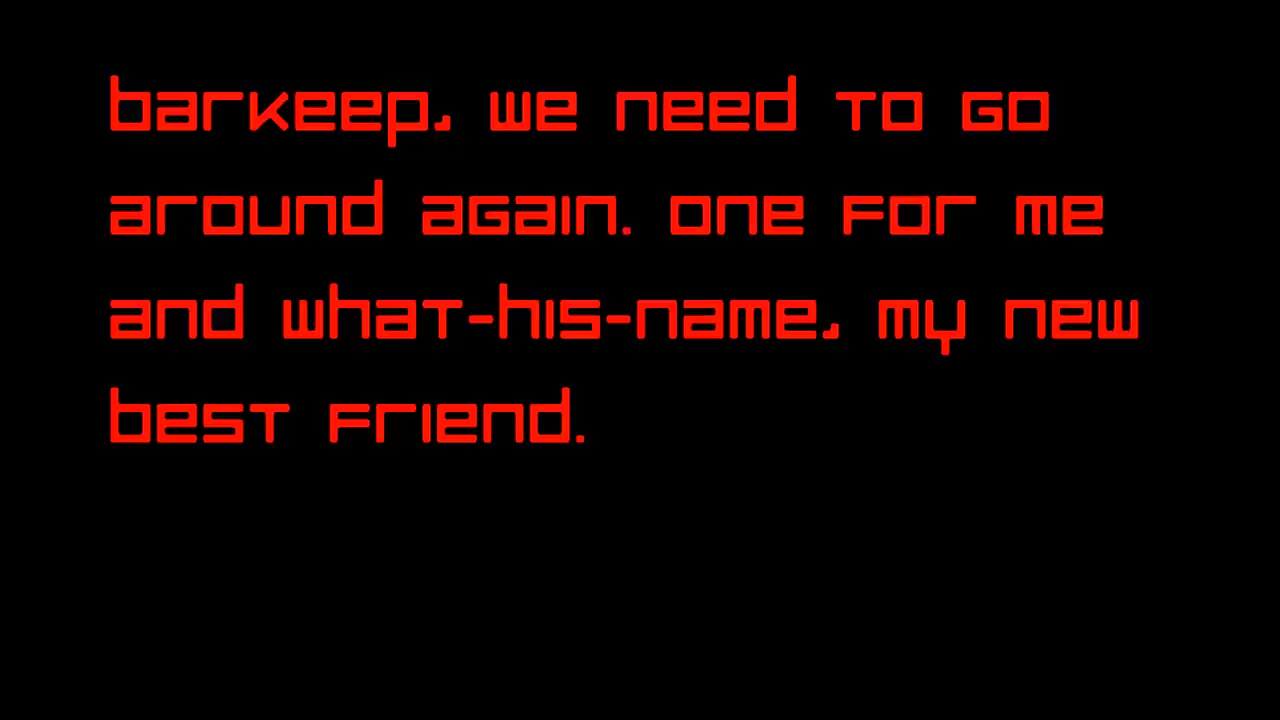 barkeep, we need to go
around again. one for me
and what-his-name, my new
best friend.